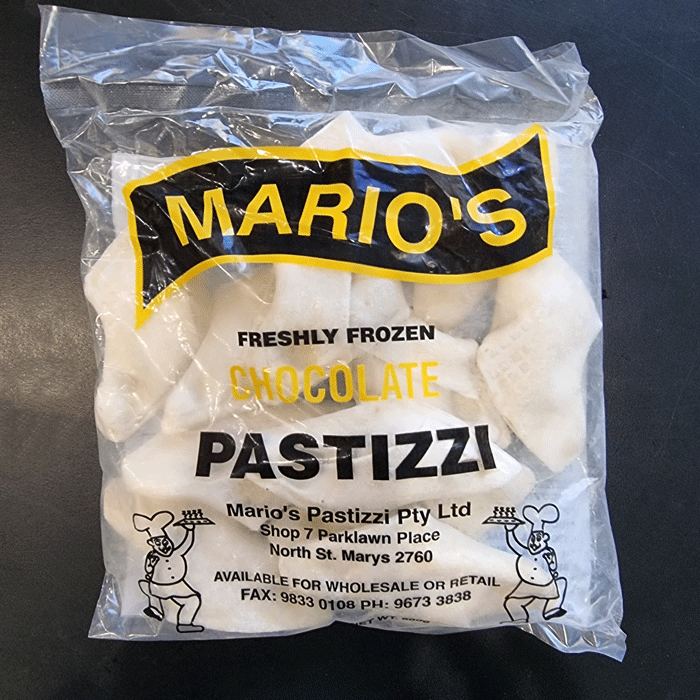 MARIO'S
FRESHLY FROZEN
CHOCOLATE
PASTIZZI
Mario's Pastizzi Pty Ltd
Shop 7 Parklawn Place
North St. Marys 2760
AVAILABLE FOR WHOLESALE OR RETAIL
FAX: 9833 0108 PH: 9673 3838
WT.